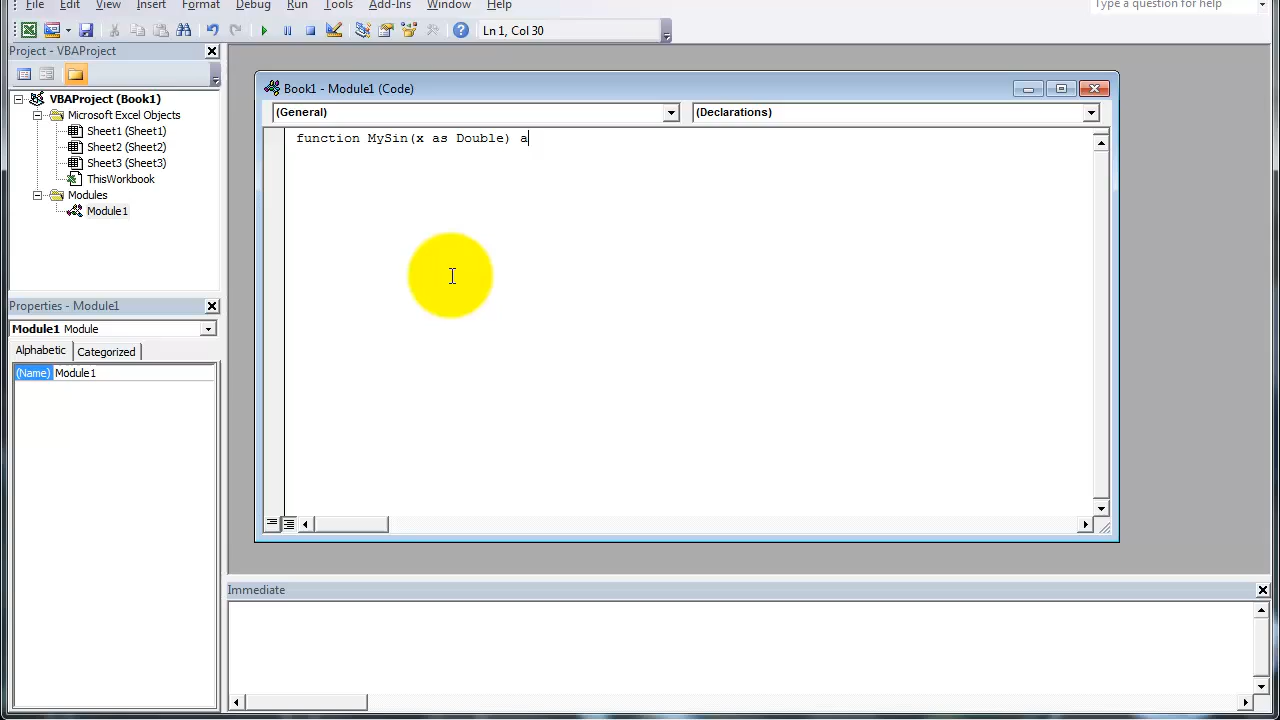 File Edit View Insert Format Debug Run Tools Add-Ins Window Help Type a question for help
Ln 1, Col 30
Project - VBAProject
VBAProject (Book1)
Microsoft Excel Objects
Sheet1 (Sheet1)
Sheet2 (Sheet2)
Sheet3 (Sheet3)
ThisWorkbook
Modules
Module1
Properties - Module1
Module1 Module
Alphabetic Categorized
(Name) Module1
Book1 - Module1 (Code)
(General) (Declarations)
function MySin(x as Double) a
Immediate